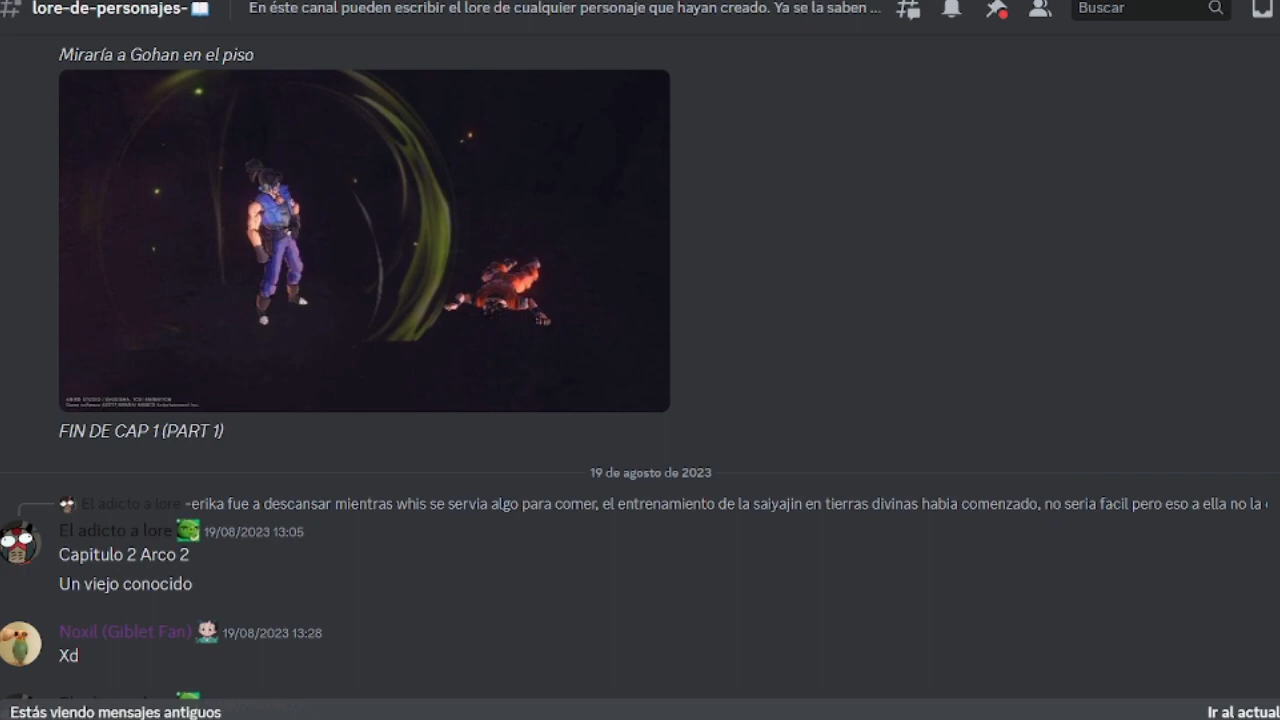 # lore-de-personajes-📖 En éste canal pueden escribir el lore de cualquier personaje que hayan creado. Ya se la saben ... Buscar
Miraría a Gohan en el piso
FIN DE CAP 1 (PART 1)
19 de agosto de 2023
El adicto a lore -erika fue a descansar mientras whis se servia algo para comer, el entrenamiento de la saiyajin en tierras divinas habia comenzado, no seria facil pero eso a ella no la
El adicto a lore 19/08/2023 13:05
Capitulo 2 Arco 2
Un viejo conocido
Noxil (Giblet Fan) 19/08/2023 13:28
Xd
Estás viendo mensajes antiguos Ir al actual